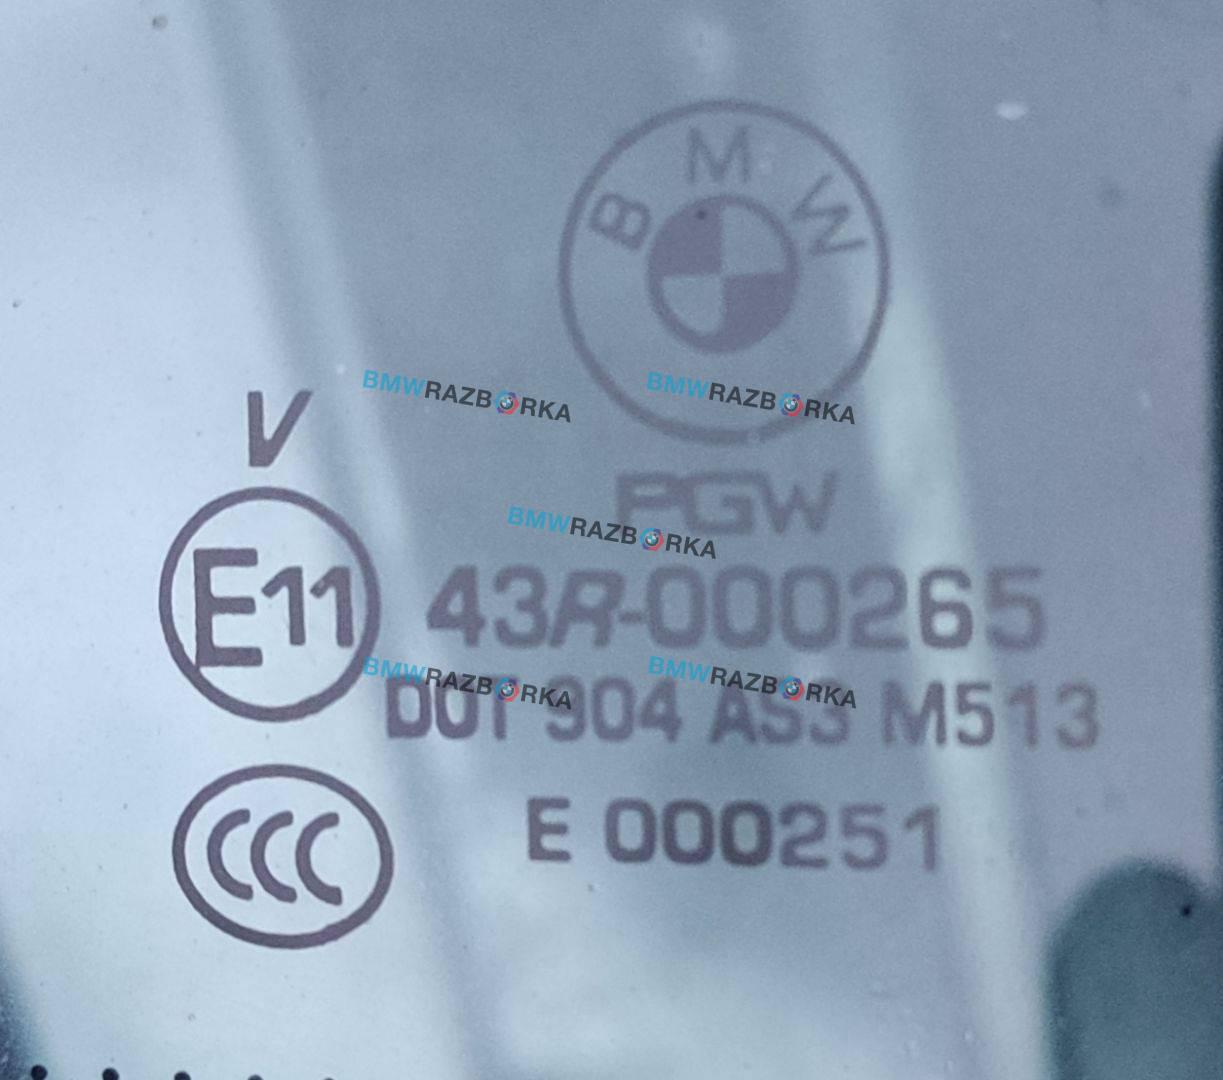 BMW
PGW
V
E11
43R-000265
DOT 904 AS3 M513
CCC
E 000251
BMWRAZBORKA
BMWRAZBORKA
BMWRAZBORKA
BMWRAZBORKA
BMWRAZBORKA